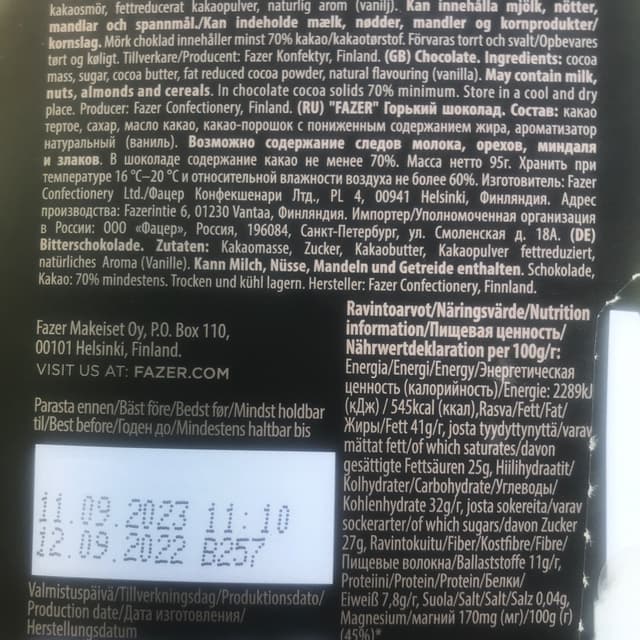 kakaosmör, fettreducerat kakaopulver, naturlig arom (vanilj). Kan innehålla mjölk, nötter,
mandlar och spannmål./Kan indeholde mælk, nødder, mandler og kornprodukter/
kornslag. Mörk choklad innehåller minst 70% kakao/kakaotørstof. Förvaras torrt och svalt/Opbevares
tørt og køligt. Tillverkare/Producent: Fazer Konfektyr, Finland. (GB) Chocolate. Ingredients: cocoa
mass, sugar, cocoa butter, fat reduced cocoa powder, natural flavouring (vanilla). May contain milk,
nuts, almonds and cereals. In chocolate cocoa solids 70% minimum. Store in a cool and dry
place. Producer: Fazer Confectionery, Finland. (RU) "FAZER" Горький шоколад. Состав: какао
тертое, сахар, масло какао, какао-порошок с пониженным содержанием жира, ароматизатор
натуральный (ваниль). Возможно содержание следов молока, орехов, миндаля
и злаков. В шоколаде содержание какао не менее 70%. Масса нетто 95г. Хранить при
температуре 16 °С–20 °С и относительной влажности воздуха не более 60%. Изготовитель: Fazer
Confectionery Ltd./Фацер Конфекшенари Лтд., PL 4, 00941 Helsinki, Финляндия. Адрес
производства: Fazerintie 6, 01230 Vantaa, Финляндия. Импортер/Уполномоченная организация
в России: ООО «Фацер», Россия, 196084, Санкт-Петербург, ул. Смоленская д. 18А. (DE)
Bitterschokolade. Zutaten: Kakaomasse, Zucker, Kakaobutter, Kakaopulver fettreduziert,
natürliches Aroma (Vanille). Kann Milch, Nüsse, Mandeln und Getreide enthalten. Schokolade,
Kakao: 70% mindestens. Trocken und kühl lagern. Hersteller: Fazer Confectionery, Finnland.
Fazer Makeiset Oy, P.O. Box 110,
00101 Helsinki, Finland.
VISIT US AT: FAZER.COM
Parasta ennen/Bäst före/Bedst før/Mindst holdbar
til/Best before/Годен до/Mindestens haltbar bis
11.09.2023 11:10
12.09.2022 B257
Valmistuspäivä/Tillverkningsdag/Produktionsdato/
Production date/Дата изготовления/
Herstellungsdatum
Ravintoarvot/Näringsvärde/Nutrition
information/Пищевая ценность/
Nährwertdeklaration per 100g/г:
Energia/Energi/Energy/Энергетическая
ценность (калорийность)/Energie: 2289kJ
(кДж) / 545kcal (ккал),Rasva/Fett/Fat/
Жиры/Fett 41g/г, josta tyydyttynyttä/varav
mättat fett/of which saturates/davon
gesättigte Fettsäuren 25g, Hiilihydraatit/
Kolhydrater/Carbohydrate/Углеводы/
Kohlenhydrate 32g/г, josta sokereita/varav
sockerarter/of which sugars/davon Zucker
27g, Ravintokuitu/Fiber/Kostfibre/Fibre/
Пищевые волокна/Ballaststoffe 11g/г,
Proteiini/Protein/Protein/Белки/
Eiweiß 7,8g/г, Suola/Salt/Salt/Salz 0,04g,
Magnesium/магний 170mg (мг)/100g (г)
(45%)*